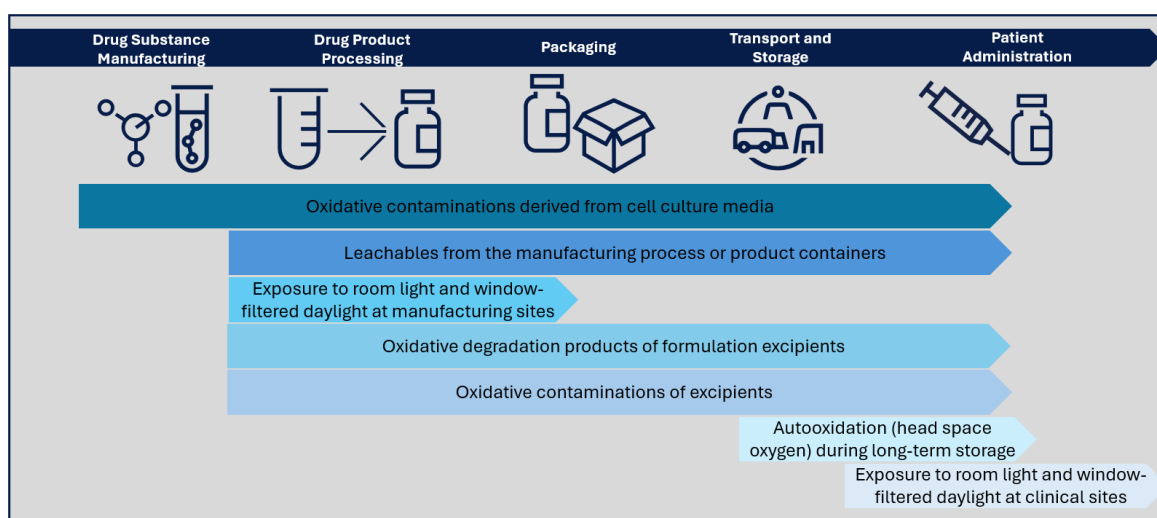 Drug Substance
Manufacturing
Drug Product
Processing
Packaging
Transport and
Storage
Patient
Administration
Oxidative contaminations derived from cell culture media
Leachables from the manufacturing process or product containers
Exposure to room light and window-
filtered daylight at manufacturing sites
Oxidative degradation products of formulation excipients
Oxidative contaminations of excipients
Autooxidation (head space
oxygen) during long-term storage
Exposure to room light and window-
filtered daylight at clinical sites